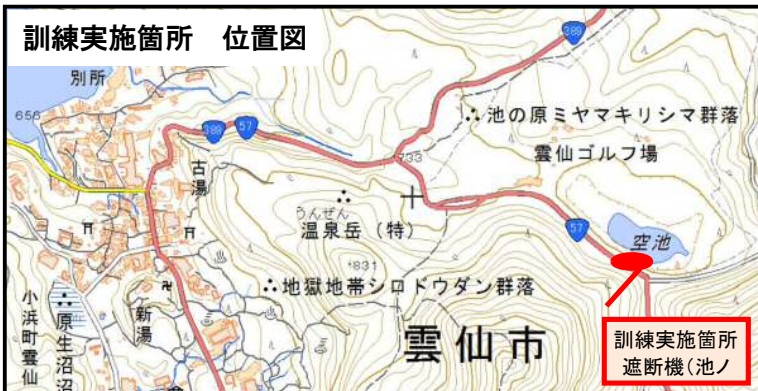 訓練実施箇所 位置図
別所
656
389
57
389
古湯
733
池の原ミヤマキリシマ群落
雲仙ゴルフ場
うんぜん
温泉岳(特)
831
57
空池
地獄地帯シロドウダン群落
新湯
小浜町雲仙
原生沼沼
雲仙市
訓練実施箇所
遮断機(池ノ